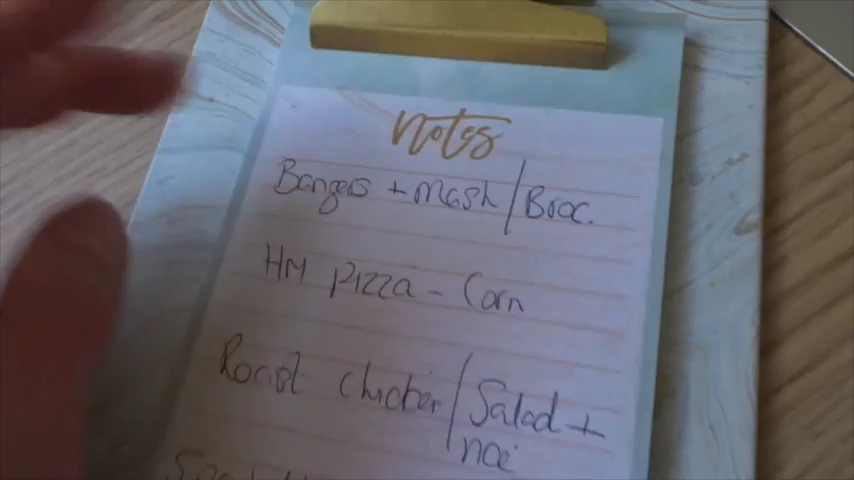 Notes
Bangers + Mash / Broc.
HM Pizza - Corn
Roast Chicken / Salad +
rice